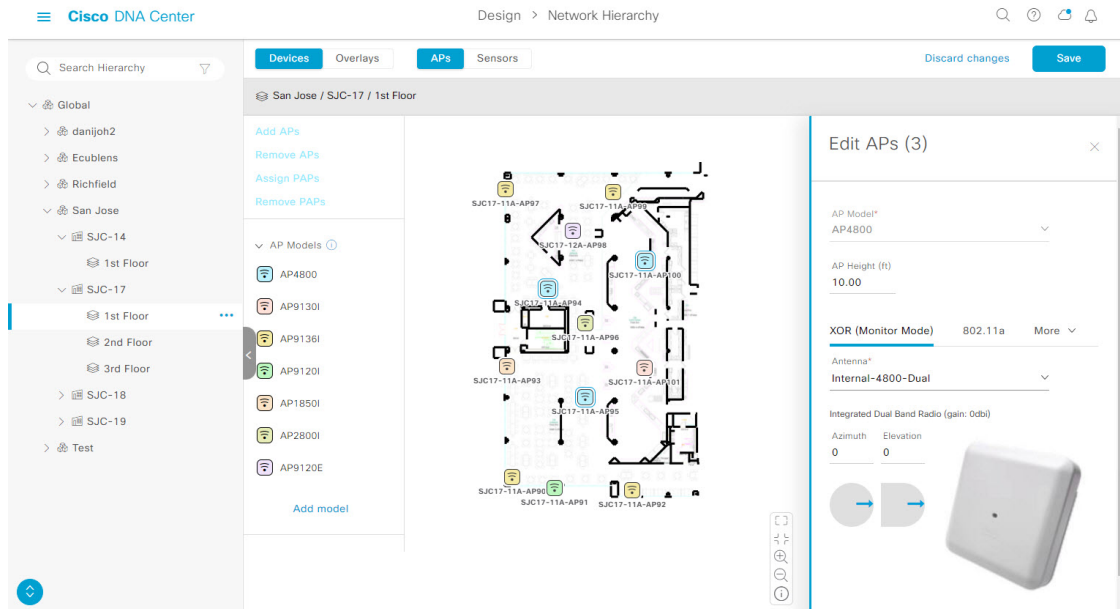 Cisco DNA Center
Design > Network Hierarchy
Search Hierarchy
Global
danijoh2
Ecublens
Richfield
San Jose
SJC-14
1st Floor
SJC-17
1st Floor
2nd Floor
3rd Floor
SJC-18
SJC-19
Test
Devices Overlays APs Sensors
Discard changes Save
San Jose / SJC-17 / 1st Floor
Add APs
Remove APs
Assign PAPs
Remove PAPs
AP Models
AP4800
AP9130I
AP9136I
AP9120I
AP1850I
AP2800I
AP9120E
Add model
SJC17-11A-AP97
SJC17-11A-AP99
SJC17-12A-AP98
SJC17-11A-AP100
SJC17-11A-AP94
SJC17-11A-AP96
SJC17-11A-AP93
SJC17-11A-AP101
SJC17-11A-AP95
SJC17-11A-AP90
SJC17-11A-AP91
SJC17-11A-AP92
Edit APs (3)
AP Model*
AP4800
AP Height (ft)
10.00
XOR (Monitor Mode) 802.11a More
Antenna*
Internal-4800-Dual
Integrated Dual Band Radio (gain: 0dbi)
Azimuth Elevation
0 0